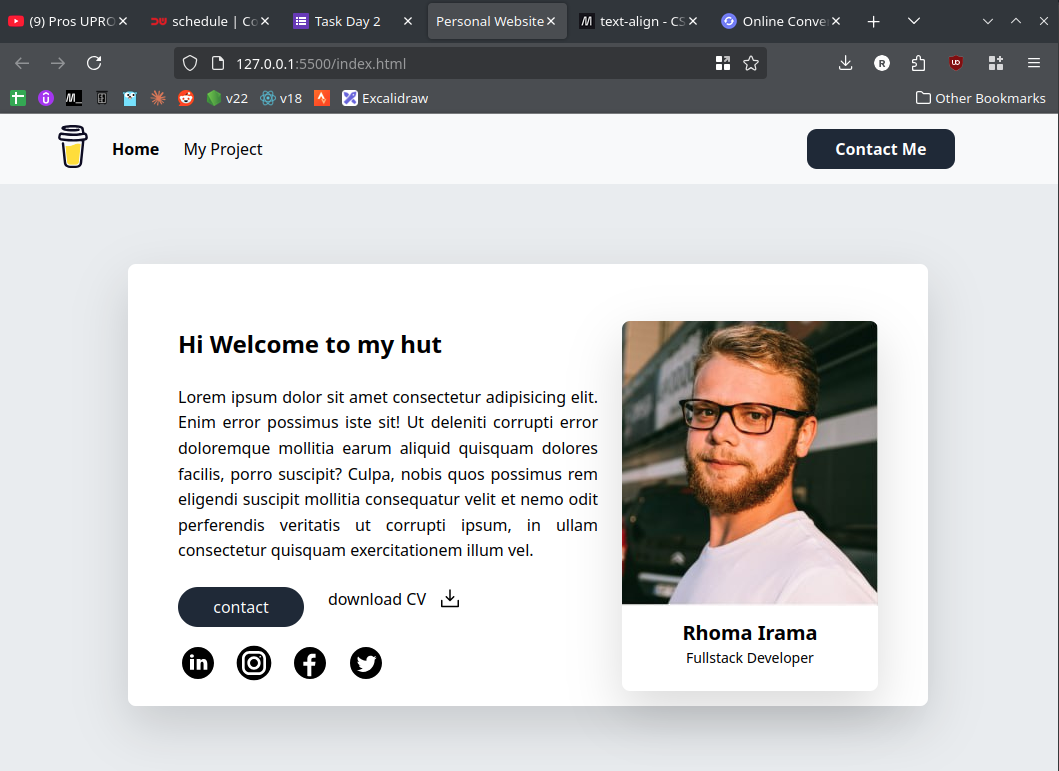 (9) Pros UPRO
schedule | Co
Task Day 2
Personal Website
text-align - CS
Online Conve
127.0.0.1:5500/index.html
v22
v18
Excalidraw
Other Bookmarks
Home
My Project
Contact Me
Hi Welcome to my hut
Lorem ipsum dolor sit amet consectetur adipisicing elit.
Enim error possimus iste sit! Ut deleniti corrupti error
doloremque mollitia earum aliquid quisquam dolores
facilis, porro suscipit? Culpa, nobis quos possimus rem
eligendi suscipit mollitia consequatur velit et nemo odit
perferendis veritatis ut corrupti ipsum, in ullam
consectetur quisquam exercitationem illum vel.
contact
download CV
Rhoma Irama
Fullstack Developer